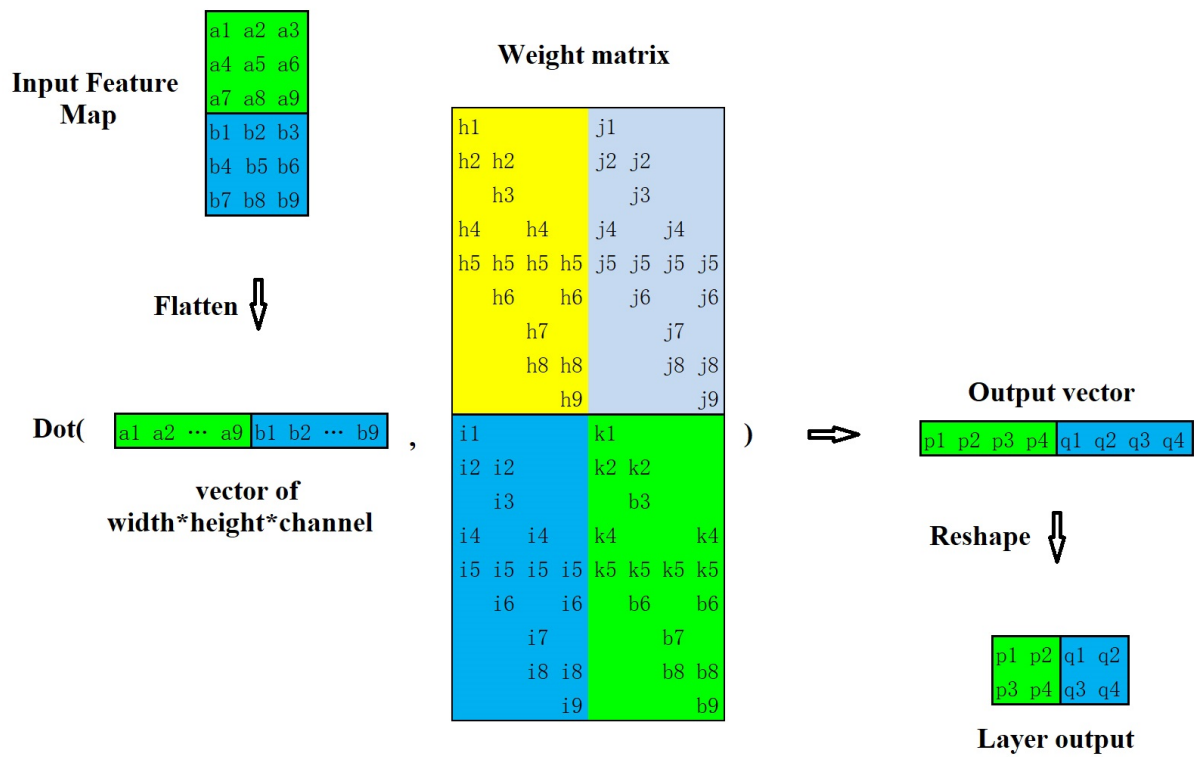 a1 a2 a3
a4 a5 a6
a7 a8 a9
b1 b2 b3
b4 b5 b6
b7 b8 b9
Input Feature
Map
Flatten
Dot(
a1 a2 ··· a9 b1 b2 ··· b9
,
vector of
width*height*channel
Weight matrix
h1 j1
h2 h2 j2 j2
h3 j3
h4 h4 j4 j4
h5 h5 h5 h5 j5 j5 j5 j5
h6 h6 j6 j6
h7 j7
h8 h8 j8 j8
h9 j9
i1 k1
i2 i2 k2 k2
i3 b3
i4 i4 k4 k4
i5 i5 i5 i5 k5 k5 k5 k5
i6 i6 b6 b6
i7 b7
i8 i8 b8 b8
i9 b9
)
Output vector
p1 p2 p3 p4 q1 q2 q3 q4
Reshape
p1 p2 q1 q2
p3 p4 q3 q4
Layer output